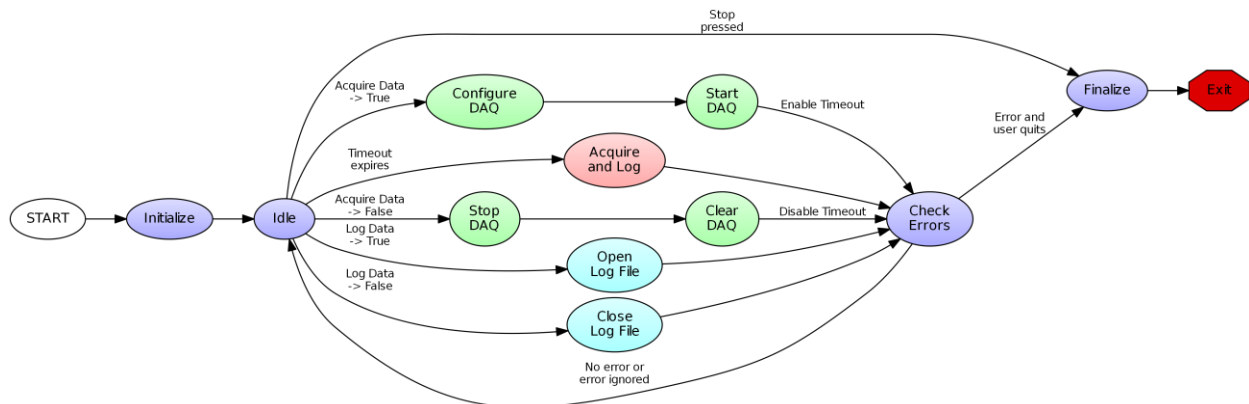 Stop
pressed
Acquire Data
-> True
Configure
DAQ
Start
DAQ
Enable Timeout
Finalize
Exit
Error and
user quits
Timeout
expires
Acquire
and Log
START
Initialize
Idle
Acquire Data
-> False
Stop
DAQ
Clear
DAQ
Disable Timeout
Check
Errors
Log Data
-> True
Open
Log File
Log Data
-> False
Close
Log File
No error or
error ignored